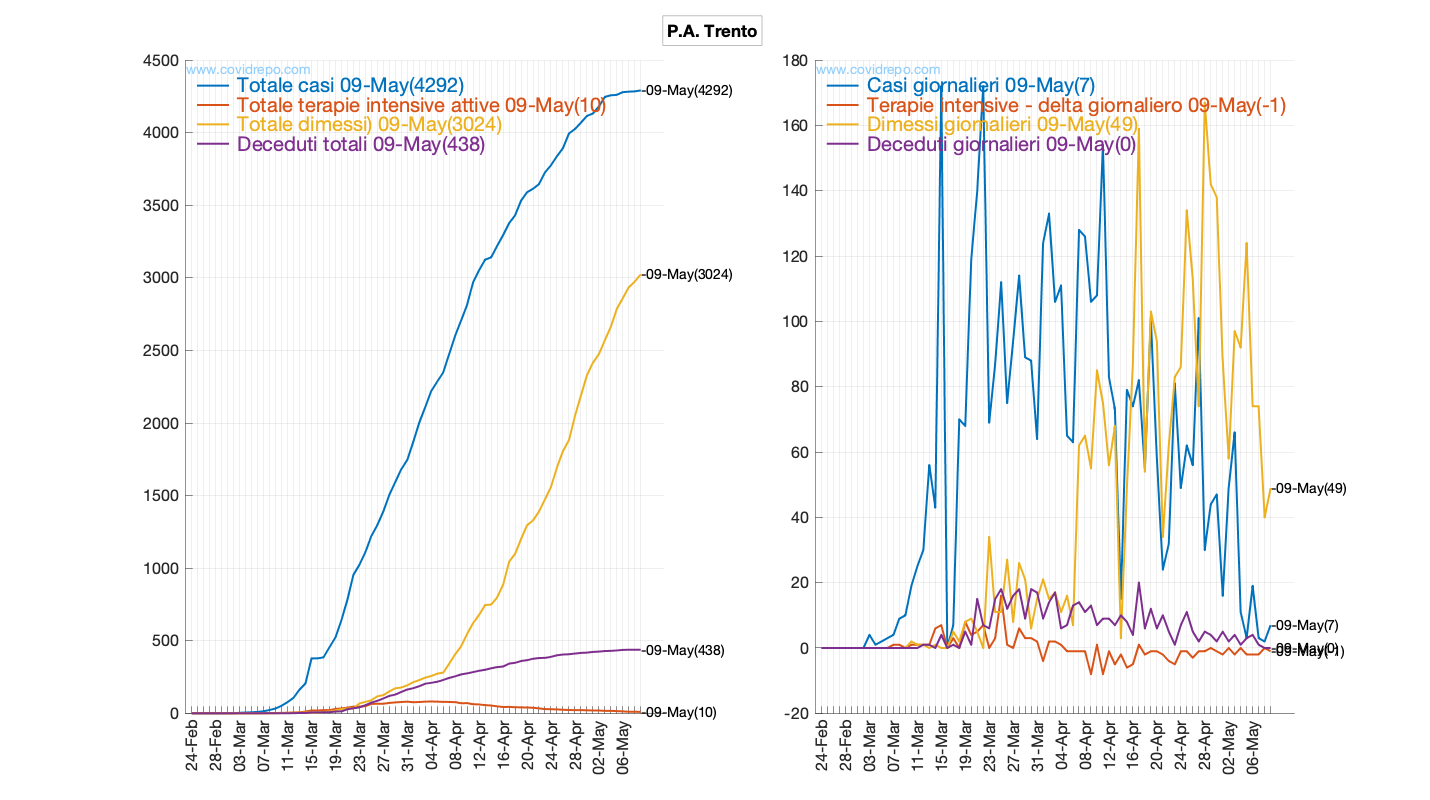 P.A. Trento
www.covidrepo.com
Totale casi 09-May(4292)
Totale terapie intensive attive 09-May(10)
Totale dimessi) 09-May(3024)
Deceduti totali 09-May(438)
4500
4000
3500
3000
2500
2000
1500
1000
500
0
09-May(4292)
09-May(3024)
09-May(438)
09-May(10)
24-Feb
28-Feb
03-Mar
07-Mar
11-Mar
15-Mar
19-Mar
23-Mar
27-Mar
31-Mar
04-Apr
08-Apr
12-Apr
16-Apr
20-Apr
24-Apr
28-Apr
02-May
06-May
www.covidrepo.com
Casi giornalieri 09-May(7)
Terapie intensive - delta giornaliero 09-May(-1)
Dimessi giornalieri 09-May(49)
Deceduti giornalieri 09-May(0)
180
160
140
120
100
80
60
40
20
0
-20
09-May(49)
09-May(7)
09-May(0)
09-May(-1)
24-Feb
28-Feb
03-Mar
07-Mar
11-Mar
15-Mar
19-Mar
23-Mar
27-Mar
31-Mar
04-Apr
08-Apr
12-Apr
16-Apr
20-Apr
24-Apr
28-Apr
02-May
06-May